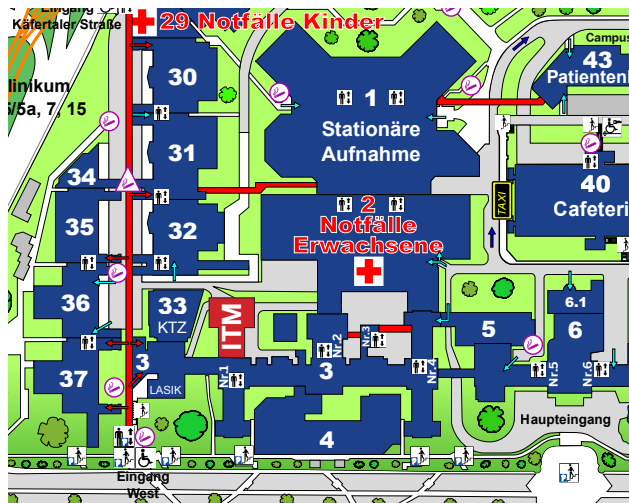 Eingang
Käfertaler Straße
29 Notfälle Kinder
Campus
43
Patientenh
linikum
5/5a, 7, 15
30
1
Stationäre
Aufnahme
31
34
40
Cafeteri
TAXI
35
32
2
Notfälle
Erwachsene
36
33
KTZ
ITM
6.1
5
6
Nr.2
Nr.3
3
37
LASIK
Nr.1
3
Nr.4
Nr.5
Nr.6
4
Haupteingang
Eingang
West